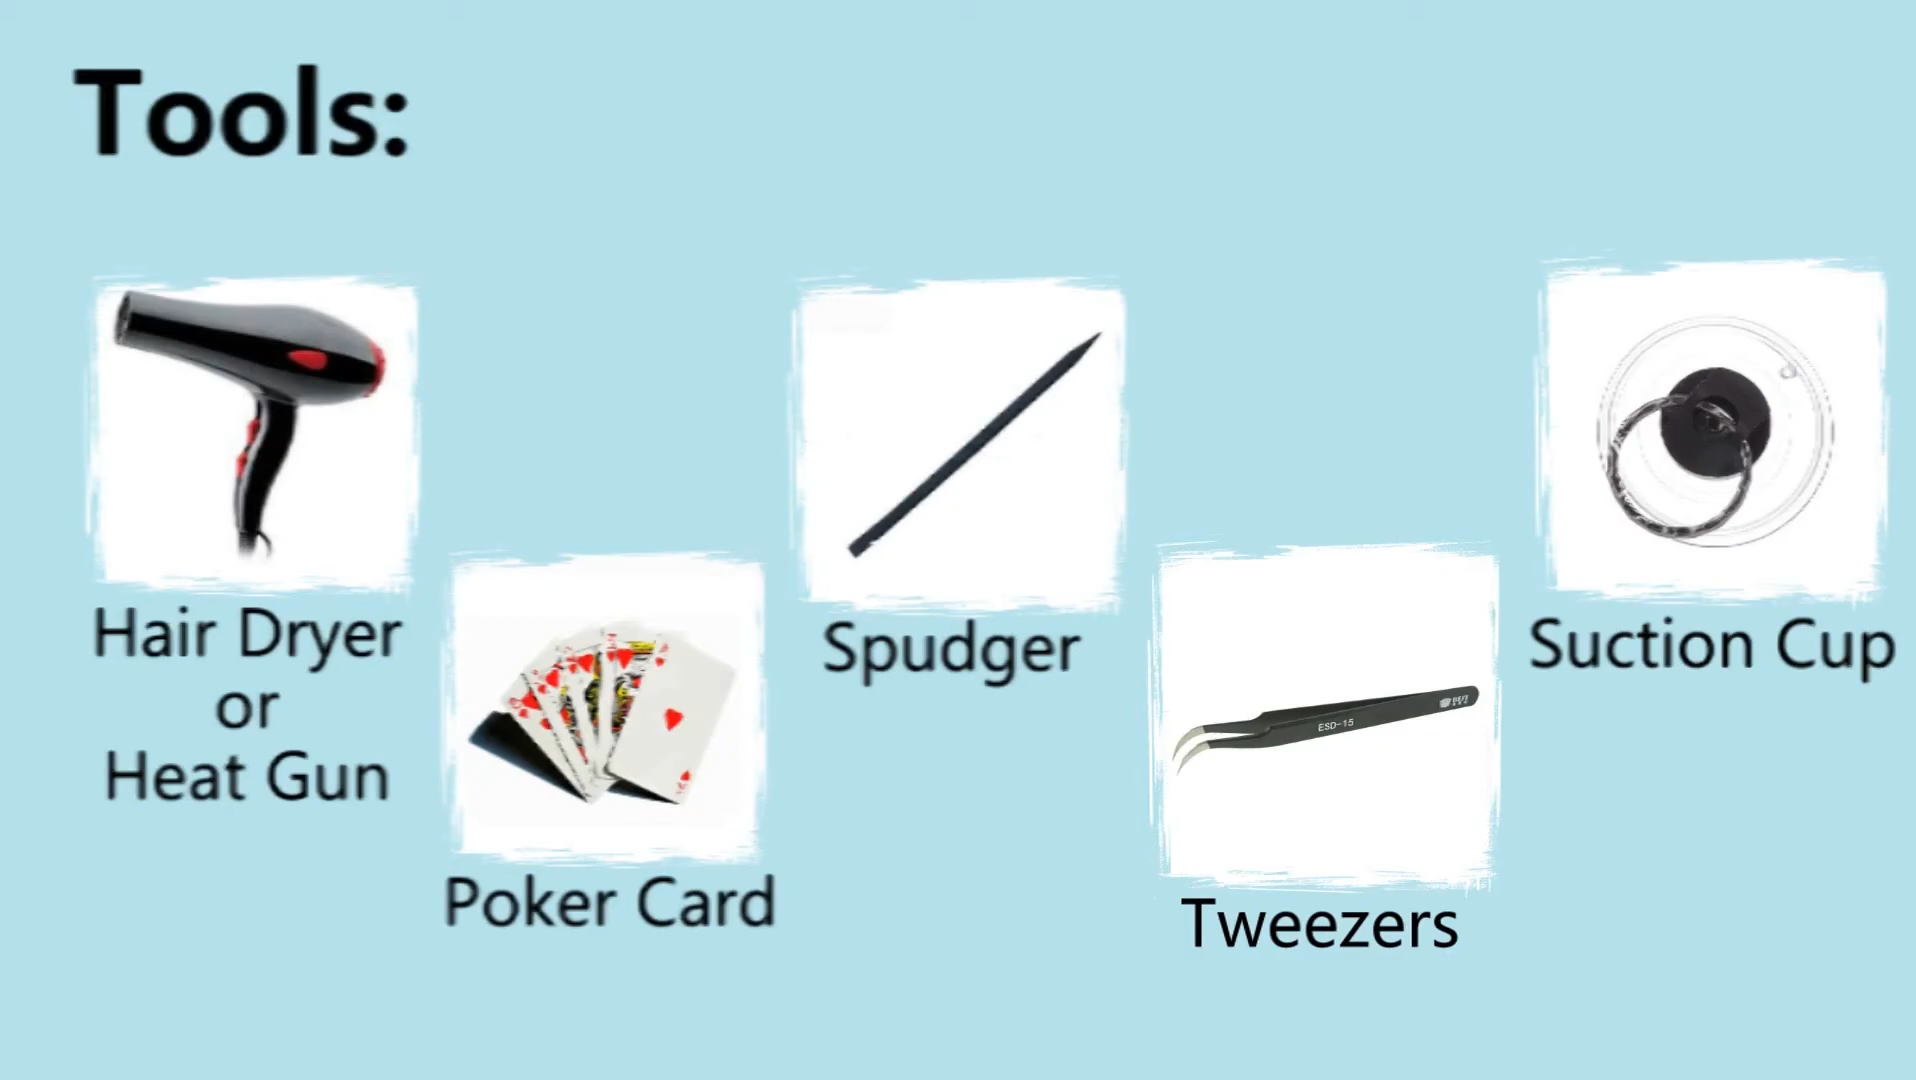 Tools:
Hair Dryer
or
Heat Gun
Poker Card
Spudger
ESD-15
Tweezers
Suction Cup